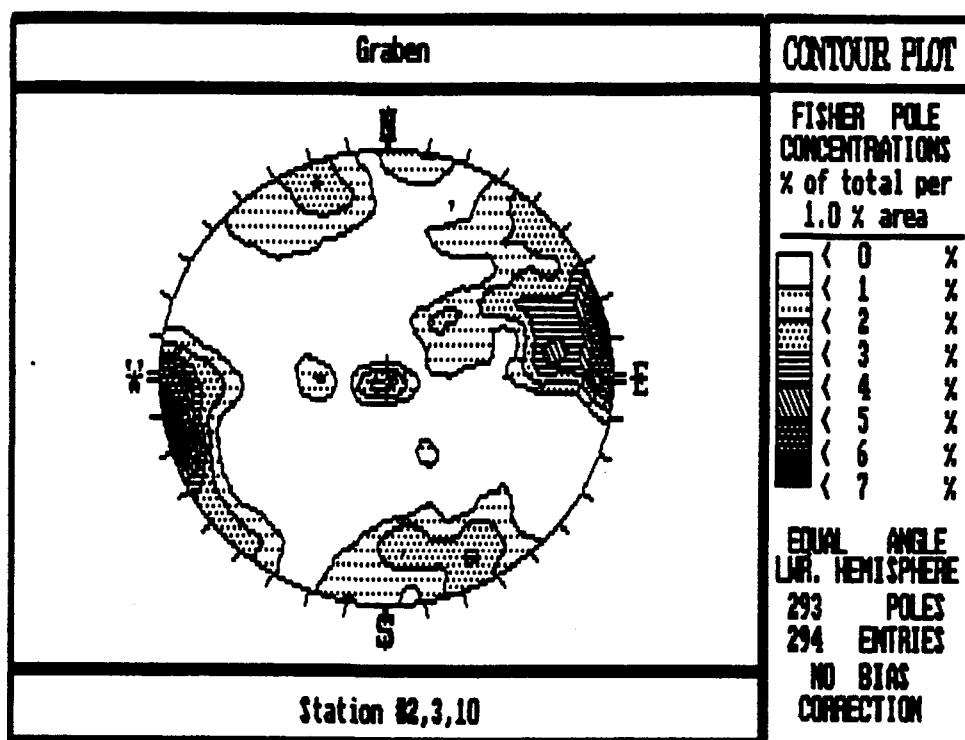 Graben
CONTOUR PLOT
FISHER POLE
CONCENTRATIONS
% of total per
1.0 % area
< 0 %
< 1 %
< 2 %
< 3 %
< 4 %
< 5 %
< 6 %
< 7 %
N
W
E
S
EQUAL ANGLE
LWR. HEMISPHERE
293 POLES
294 ENTRIES
NO BIAS
CORRECTION
Station #2,3,10